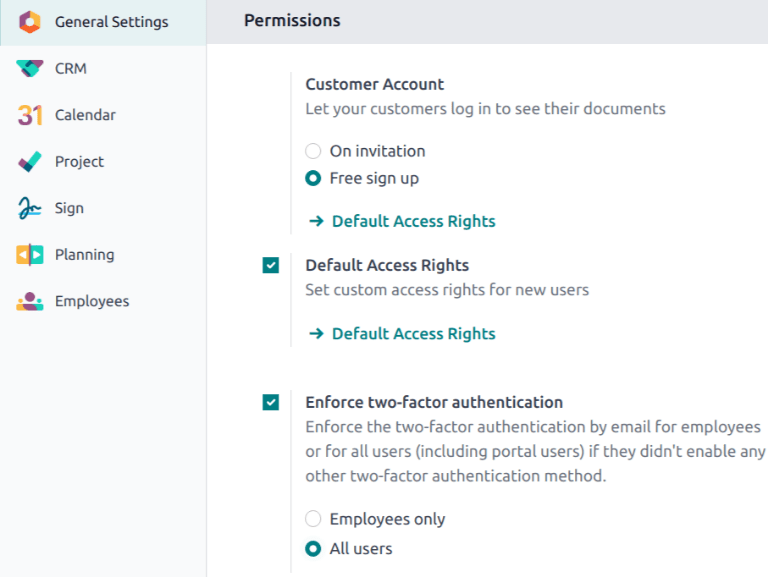 General Settings
CRM
31 Calendar
Project
Sign
Planning
Employees
Permissions
Customer Account
Let your customers log in to see their documents
On invitation
Free sign up
→ Default Access Rights
Default Access Rights
Set custom access rights for new users
→ Default Access Rights
Enforce two-factor authentication
Enforce the two-factor authentication by email for employees
or for all users (including portal users) if they didn't enable any
other two-factor authentication method.
Employees only
All users